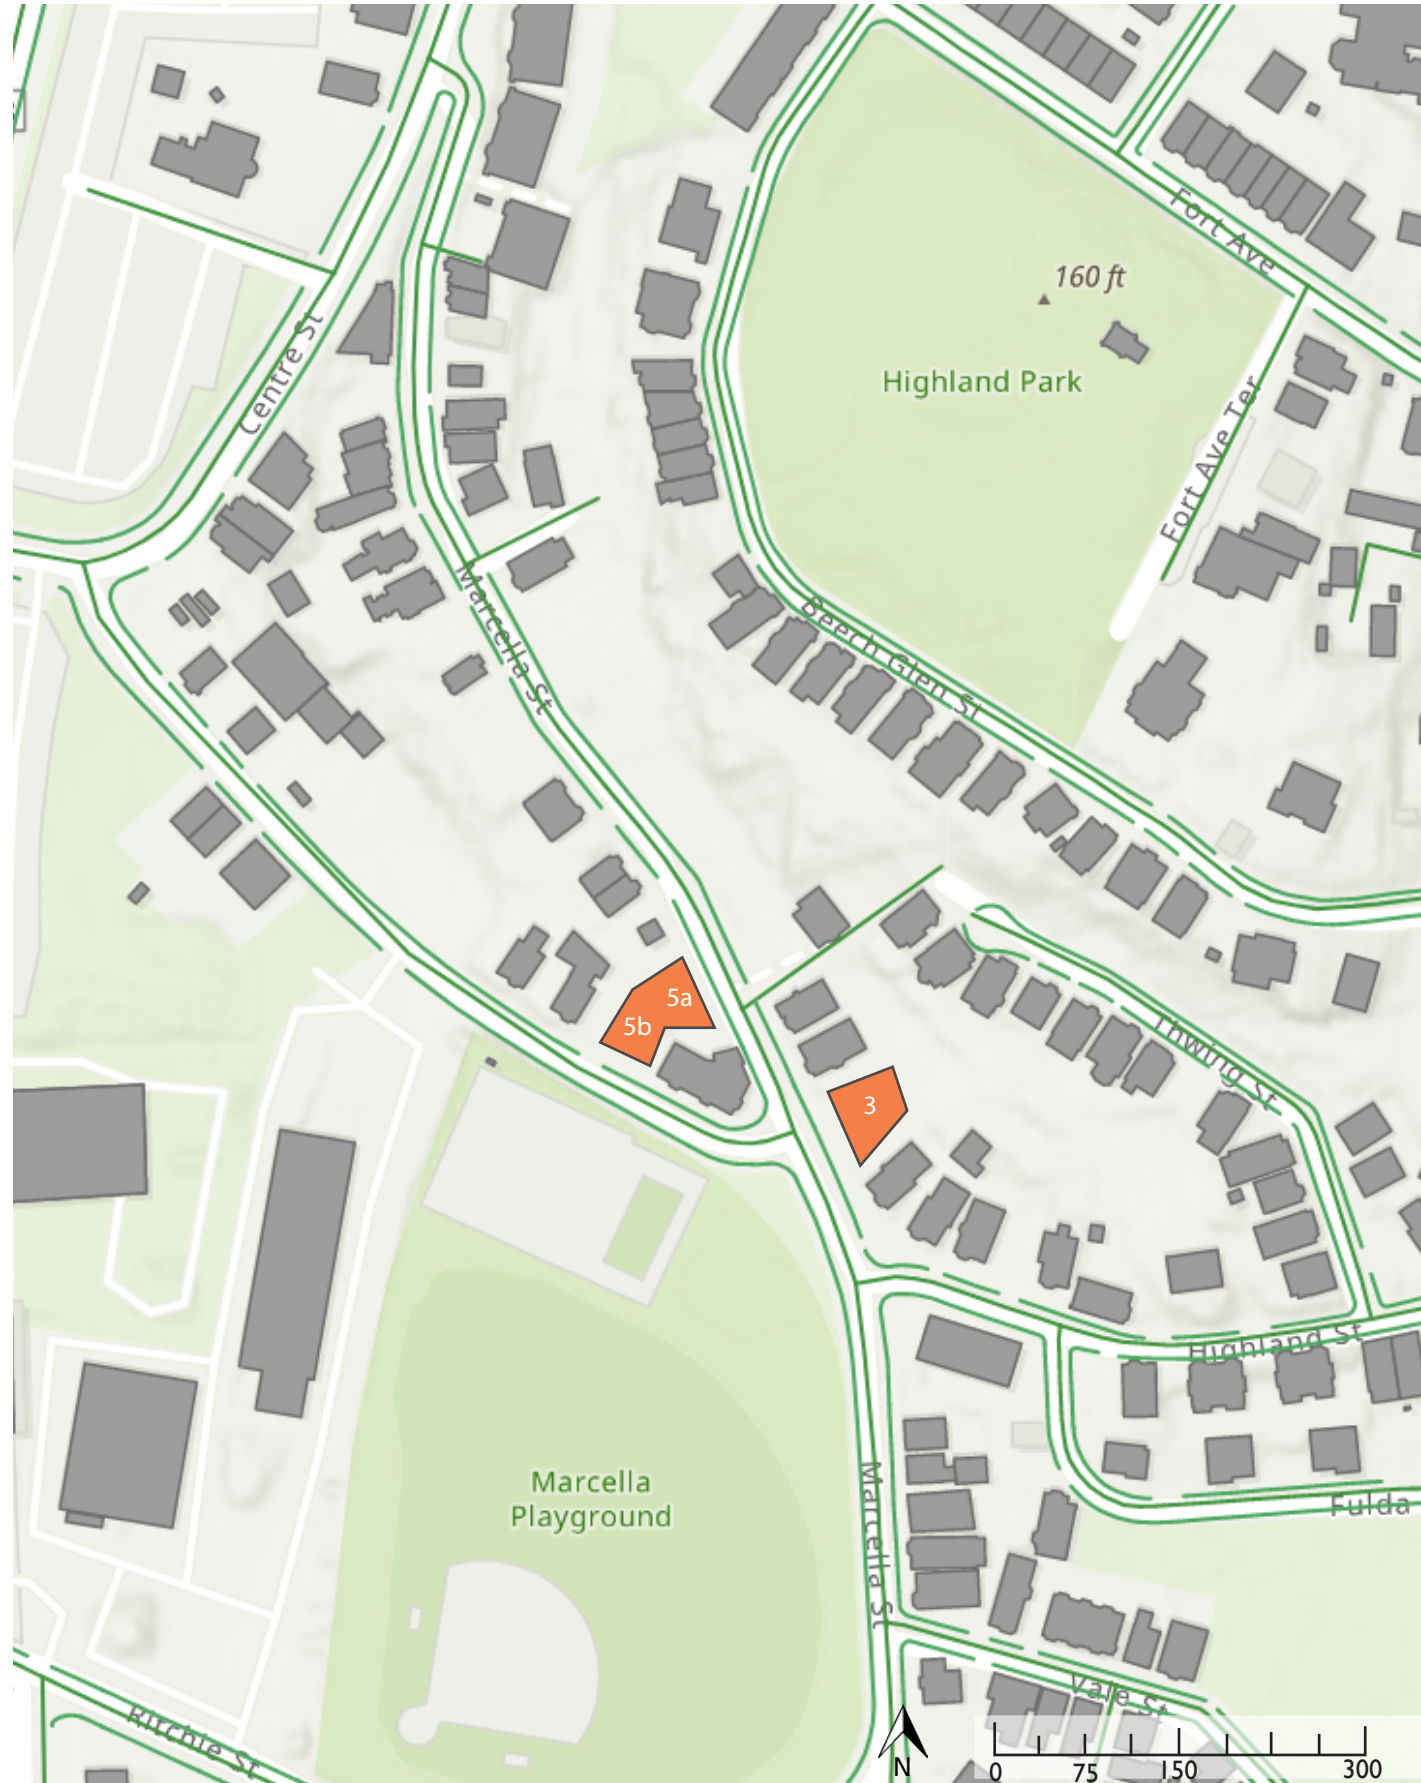 Fort Ave
160 ft
Centre St
Highland Park
Fort Ave Ter
Marcella St
Beech Glen St
5a
5b
Thwing St
3
Highland St
Marcella
Playground
Marcella St
Fulda
Vale St
Ritchie St
N
0 75 150 300